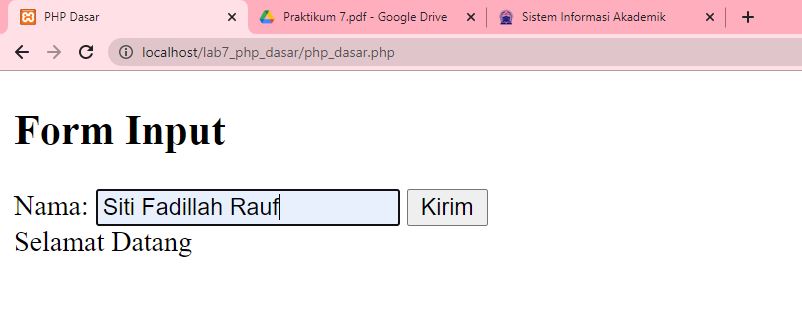 PHP Dasar
Praktikum 7.pdf - Google Drive
Sistem Informasi Akademik
localhost/lab7_php_dasar/php_dasar.php
Form Input
Nama: Siti Fadillah Rauf Kirim
Selamat Datang